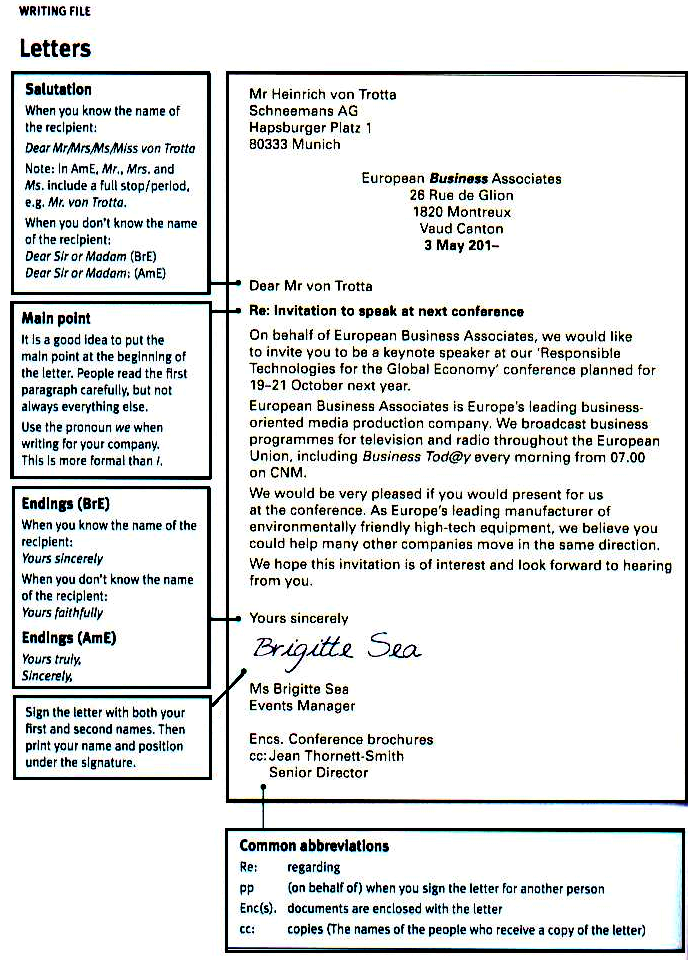 WRITING FILE
Letters
Salutation
When you know the name of
the recipient:
Dear Mr/Mrs/Ms/Miss von Trotta
Note: In AmE, Mr., Mrs. and
Ms. include a full stop/period,
e.g. Mr. von Trotta.
When you don't know the name
of the recipient:
Dear Sir or Madam (BrE)
Dear Sir or Madam: (AmE)
Main point
It is a good idea to put the
main point at the beginning of
the letter. People read the first
paragraph carefully, but not
always everything else.
Use the pronoun we when
writing for your company.
This is more formal than I.
Endings (BrE)
When you know the name of the
recipient:
Yours sincerely
When you don't know the name
of the recipient:
Yours faithfully
Endings (AmE)
Yours truly,
Sincerely,
Sign the letter with both your
first and second names. Then
print your name and position
under the signature.
Mr Heinrich von Trotta
Schneemans AG
Hapsburger Platz 1
80333 Munich
European Business Associates
26 Rue de Glion
1820 Montreux
Vaud Canton
3 May 201–
Dear Mr von Trotta
Re: Invitation to speak at next conference
On behalf of European Business Associates, we would like
to invite you to be a keynote speaker at our 'Responsible
Technologies for the Global Economy' conference planned for
19–21 October next year.
European Business Associates is Europe's leading business-
oriented media production company. We broadcast business
programmes for television and radio throughout the European
Union, including Business Tod@y every morning from 07.00
on CNM.
We would be very pleased if you would present for us
at the conference. As Europe's leading manufacturer of
environmentally friendly high-tech equipment, we believe you
could help many other companies move in the same direction.
We hope this invitation is of interest and look forward to hearing
from you.
Yours sincerely
Brigitte Sea
Ms Brigitte Sea
Events Manager
Encs. Conference brochures
cc: Jean Thornett-Smith
Senior Director
Common abbreviations
Re: regarding
pp (on behalf of) when you sign the letter for another person
Enc(s). documents are enclosed with the letter
cc: copies (The names of the people who receive a copy of the letter)